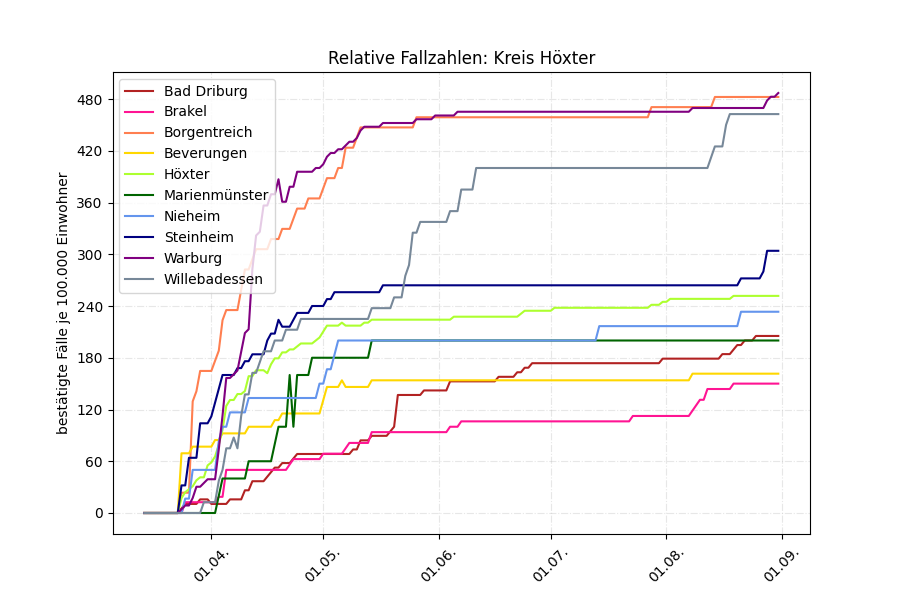 Relative Fallzahlen: Kreis Höxter
bestätigte Fälle je 100.000 Einwohner
480
420
360
300
240
180
120
60
0
Bad Driburg
Brakel
Borgentreich
Beverungen
Höxter
Marienmünster
Nieheim
Steinheim
Warburg
Willebadessen
01.04.
01.05.
01.06.
01.07.
01.08.
01.09.